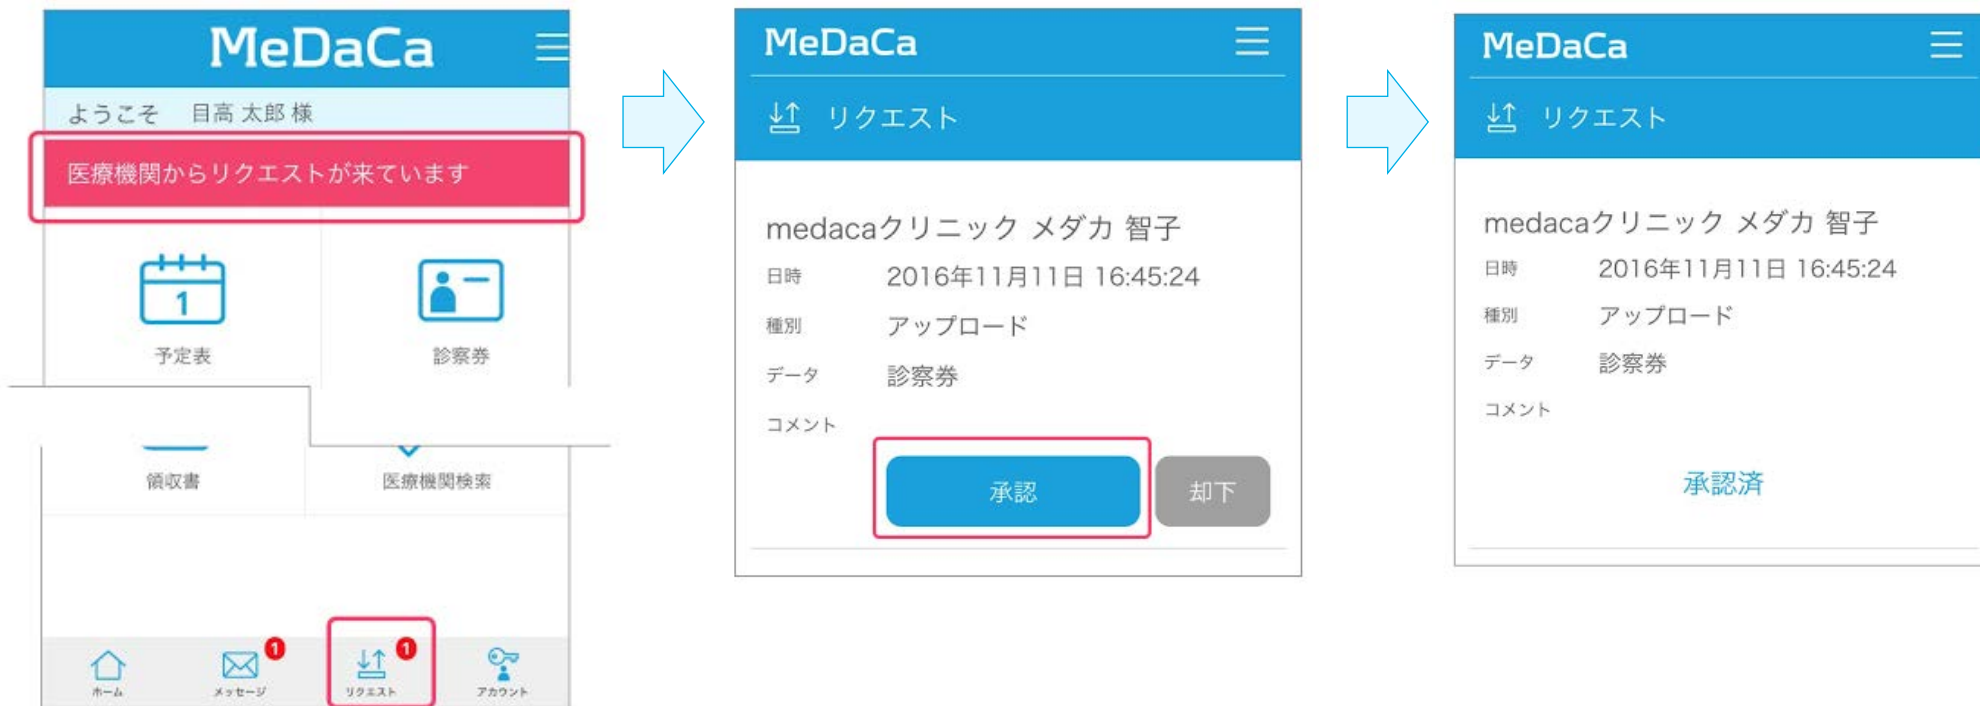 MeDaCa
ようこそ 目高 太郎 様
医療機関からリクエストが来ています
1
予定表
診察券
領収書
医療機関検索
1
1
ホーム
メッセージ
リクエスト
アカウント
MeDaCa
リクエスト
medacaクリニック メダカ 智子
日時 2016年11月11日 16:45:24
種別 アップロード
データ 診察券
コメント
承認
却下
MeDaCa
リクエスト
medacaクリニック メダカ 智子
日時 2016年11月11日 16:45:24
種別 アップロード
データ 診察券
コメント
承認済